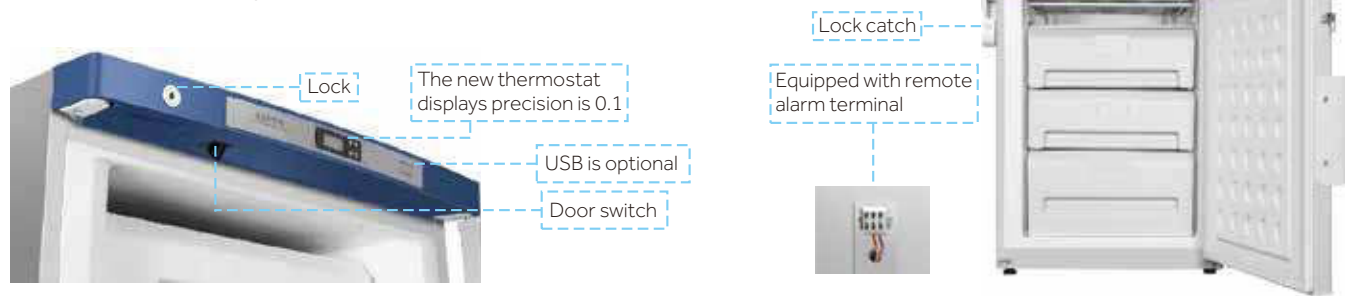 Lock
The new thermostat
displays precision is 0.1
USB is optional
Door switch
Lock catch
Equipped with remote
alarm terminal